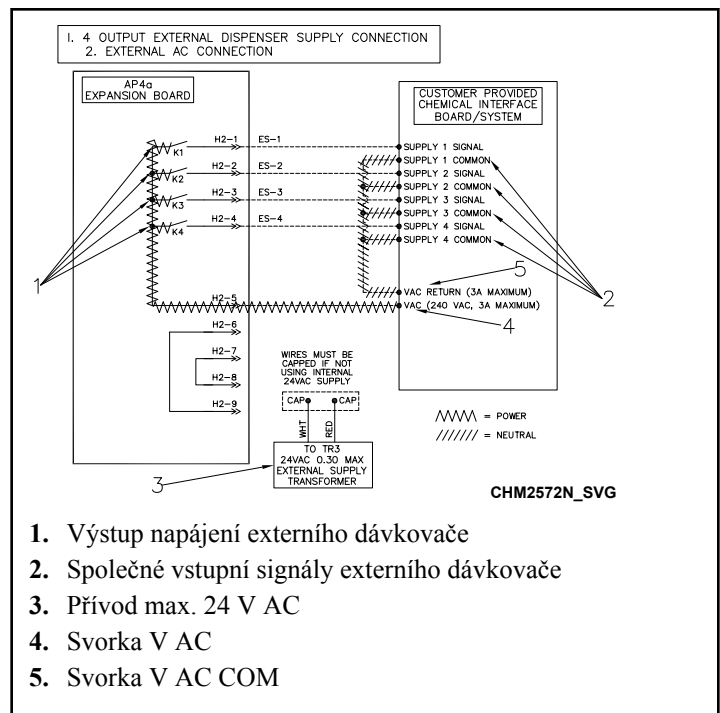 I. 4 OUTPUT EXTERNAL DISPENSER SUPPLY CONNECTION
2. EXTERNAL AC CONNECTION
AP4a
EXPANSION BOARD
CUSTOMER PROVIDED
CHEMICAL INTERFACE
BOARD/SYSTEM
K1
H2-1
ES-1
SUPPLY 1 SIGNAL
SUPPLY 1 COMMON
K2
H2-2
ES-2
SUPPLY 2 SIGNAL
SUPPLY 2 COMMON
K3
H2-3
ES-3
SUPPLY 3 SIGNAL
SUPPLY 3 COMMON
K4
H2-4
ES-4
SUPPLY 4 SIGNAL
SUPPLY 4 COMMON
1
5
2
VAC RETURN (3A MAXIMUM)
H2-5
VAC (240 VAC, 3A MAXIMUM)
4
H2-6
H2-7
H2-8
H2-9
WIRES MUST BE
CAPPED IF NOT
USING INTERNAL
24VAC SUPPLY
CAP
CAP
WHT
RED
TO TR3
24VAC 0.30 MAX
EXTERNAL SUPPLY
TRANSFORMER
3
= POWER
= NEUTRAL
CHM2572N_SVG
1. Výstup napájení externího dávkovače
2. Společné vstupní signály externího dávkovače
3. Přívod max. 24 V AC
4. Svorka V AC
5. Svorka V AC COM